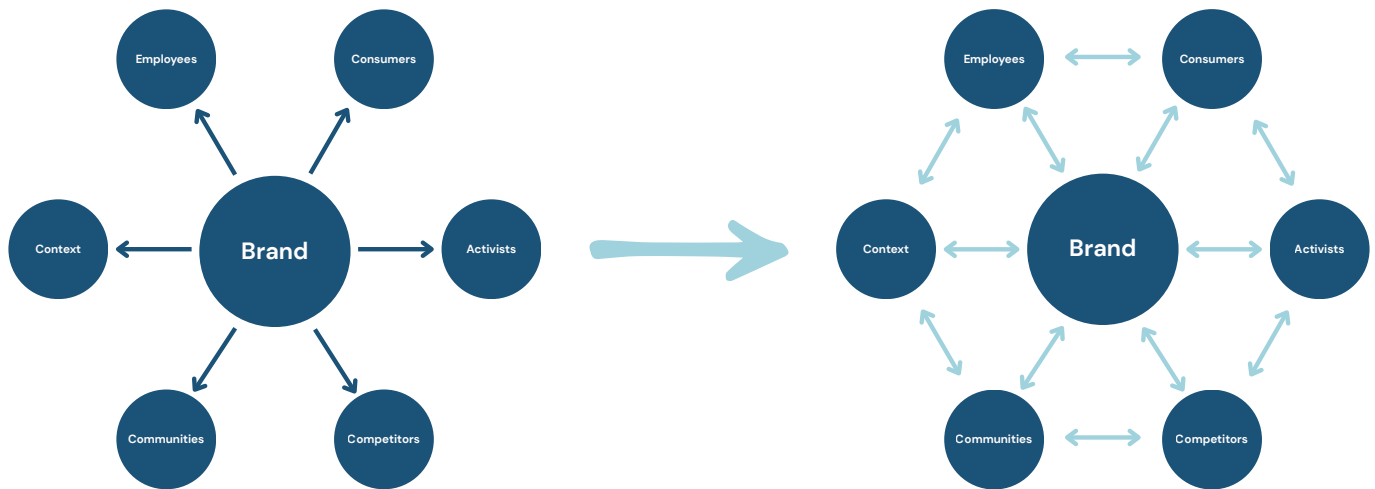 Employees
Consumers
Context
Brand
Activists
Communities
Competitors
Employees
Consumers
Context
Brand
Activists
Communities
Competitors